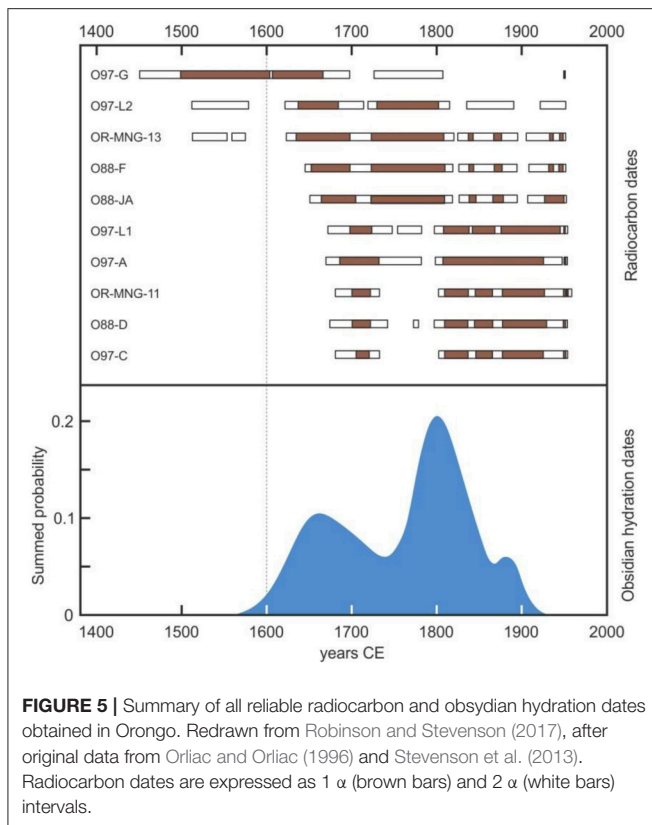 1400 1500 1600 1700 1800 1900 2000
O97-G
O97-L2
OR-MNG-13
O88-F
O88-JA
O97-L1
O97-A
OR-MNG-11
O88-D
O97-C
Radiocarbon dates
0.2
0.1
0
Summed probability
Obsidian hydration dates
1400 1500 1600 1700 1800 1900 2000
years CE
FIGURE 5 | Summary of all reliable radiocarbon and obsydian hydration dates
obtained in Orongo. Redrawn from Robinson and Stevenson (2017), after
original data from Orliac and Orliac (1996) and Stevenson et al. (2013).
Radiocarbon dates are expressed as 1 α (brown bars) and 2 α (white bars)
intervals.